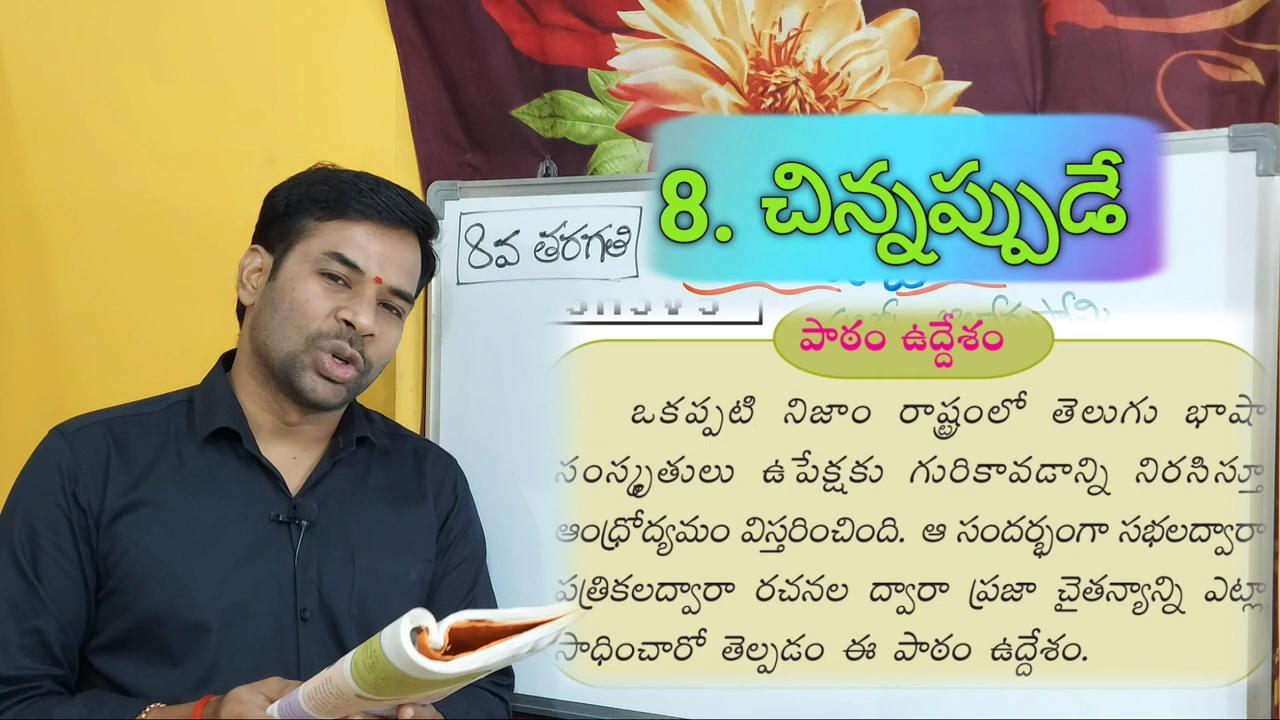 8. చిన్నప్పుడే
8వ తరగతి
పాఠం ఉద్దేశం
ఒకప్పటి నిజాం రాష్ట్రంలో తెలుగు భాషా
సంస్కృతులు ఉపేక్షకు గురికావడాన్ని నిరసిస్తూ
ఆంధ్రోద్యమం విస్తరించింది. ఆ సందర్భంగా సభలద్వారా
పత్రికలద్వారా రచనల ద్వారా ప్రజా చైతన్యాన్ని ఎట్లా
సాధించారో తెల్పడం ఈ పాఠం ఉద్దేశం.